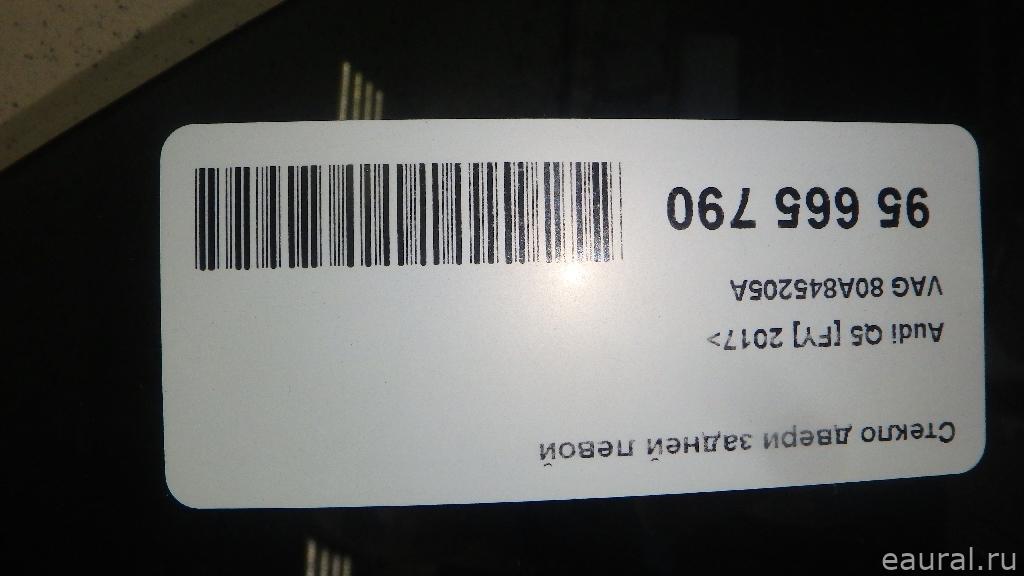 95 665 790
VAG 80A845205A
Audi Q5 [FY] 2017>
Стекло двери задней левой
eaural.ru